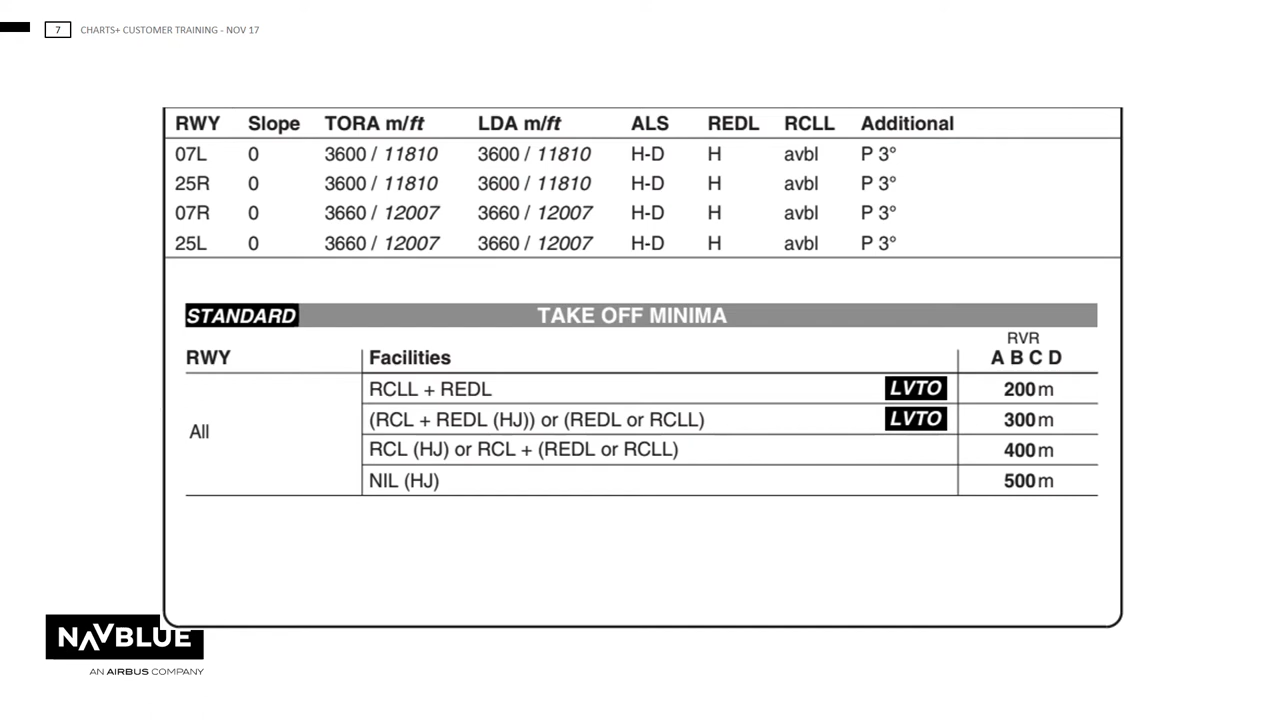 7 CHARTS+ CUSTOMER TRAINING - NOV 17
RWY Slope TORA m/ft LDA m/ft ALS REDL RCLL Additional
07L 0 3600 / 11810 3600 / 11810 H-D H avbl P 3°
25R 0 3600 / 11810 3600 / 11810 H-D H avbl P 3°
07R 0 3660 / 12007 3660 / 12007 H-D H avbl P 3°
25L 0 3660 / 12007 3660 / 12007 H-D H avbl P 3°
STANDARD TAKE OFF MINIMA
RVR
RWY Facilities A B C D
RCLL + REDL LVTO 200 m
(RCL + REDL (HJ)) or (REDL or RCLL) LVTO 300 m
All
RCL (HJ) or RCL + (REDL or RCLL) 400 m
NIL (HJ) 500 m
NAVBLUE
AN AIRBUS COMPANY